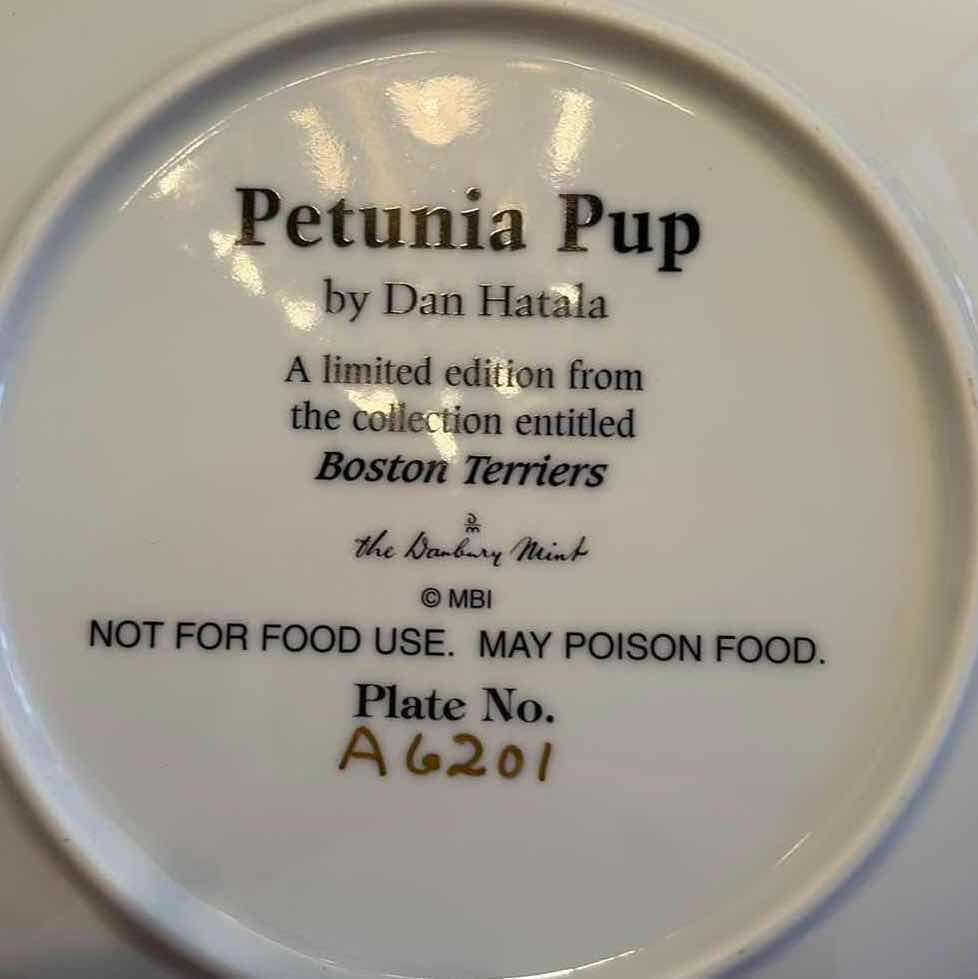 Petunia Pup
by Dan Hatala
A limited edition from
the collection entitled
Boston Terriers
the Danbury Mint
© MBI
NOT FOR FOOD USE. MAY POISON FOOD.
Plate No.
A6201